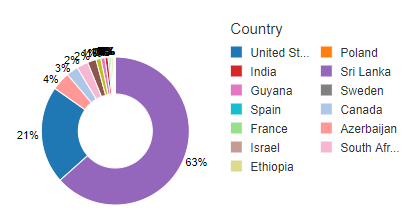 Country
United St...
Poland
India
Sri Lanka
Guyana
Sweden
Spain
Canada
France
Azerbaijan
Israel
South Afr...
Ethiopia
2%
2%
3%
4%
21%
63%